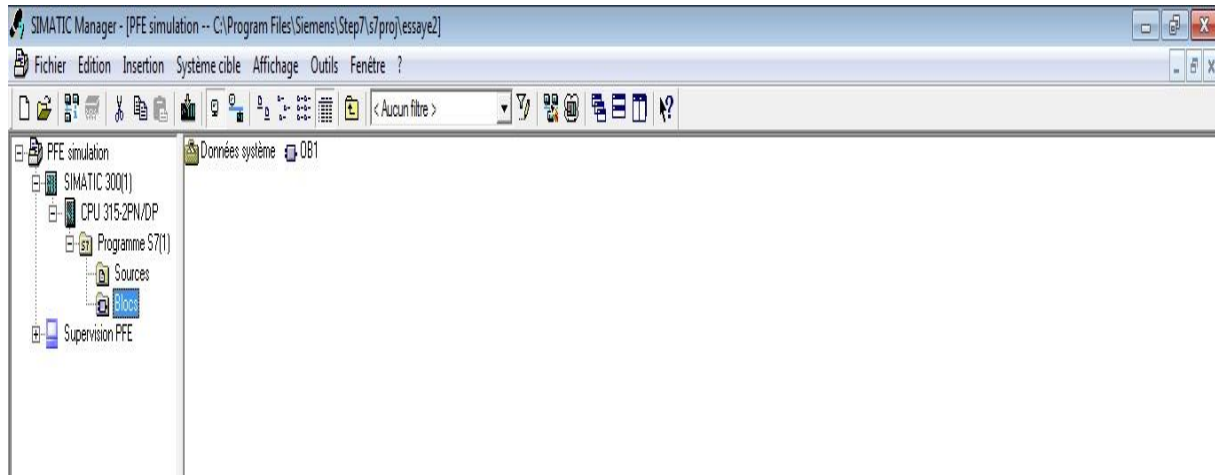 SIMATIC Manager - [PFE simulation -- C:\Program Files\Siemens\Step7\s7proj\essaye2]
Fichier Edition Insertion Système cible Affichage Outils Fenêtre ?
< Aucun filtre >
PFE simulation
SIMATIC 300(1)
CPU 315-2PN/DP
Programme S7(1)
Sources
Blocs
Supervision PFE
Données système OB1